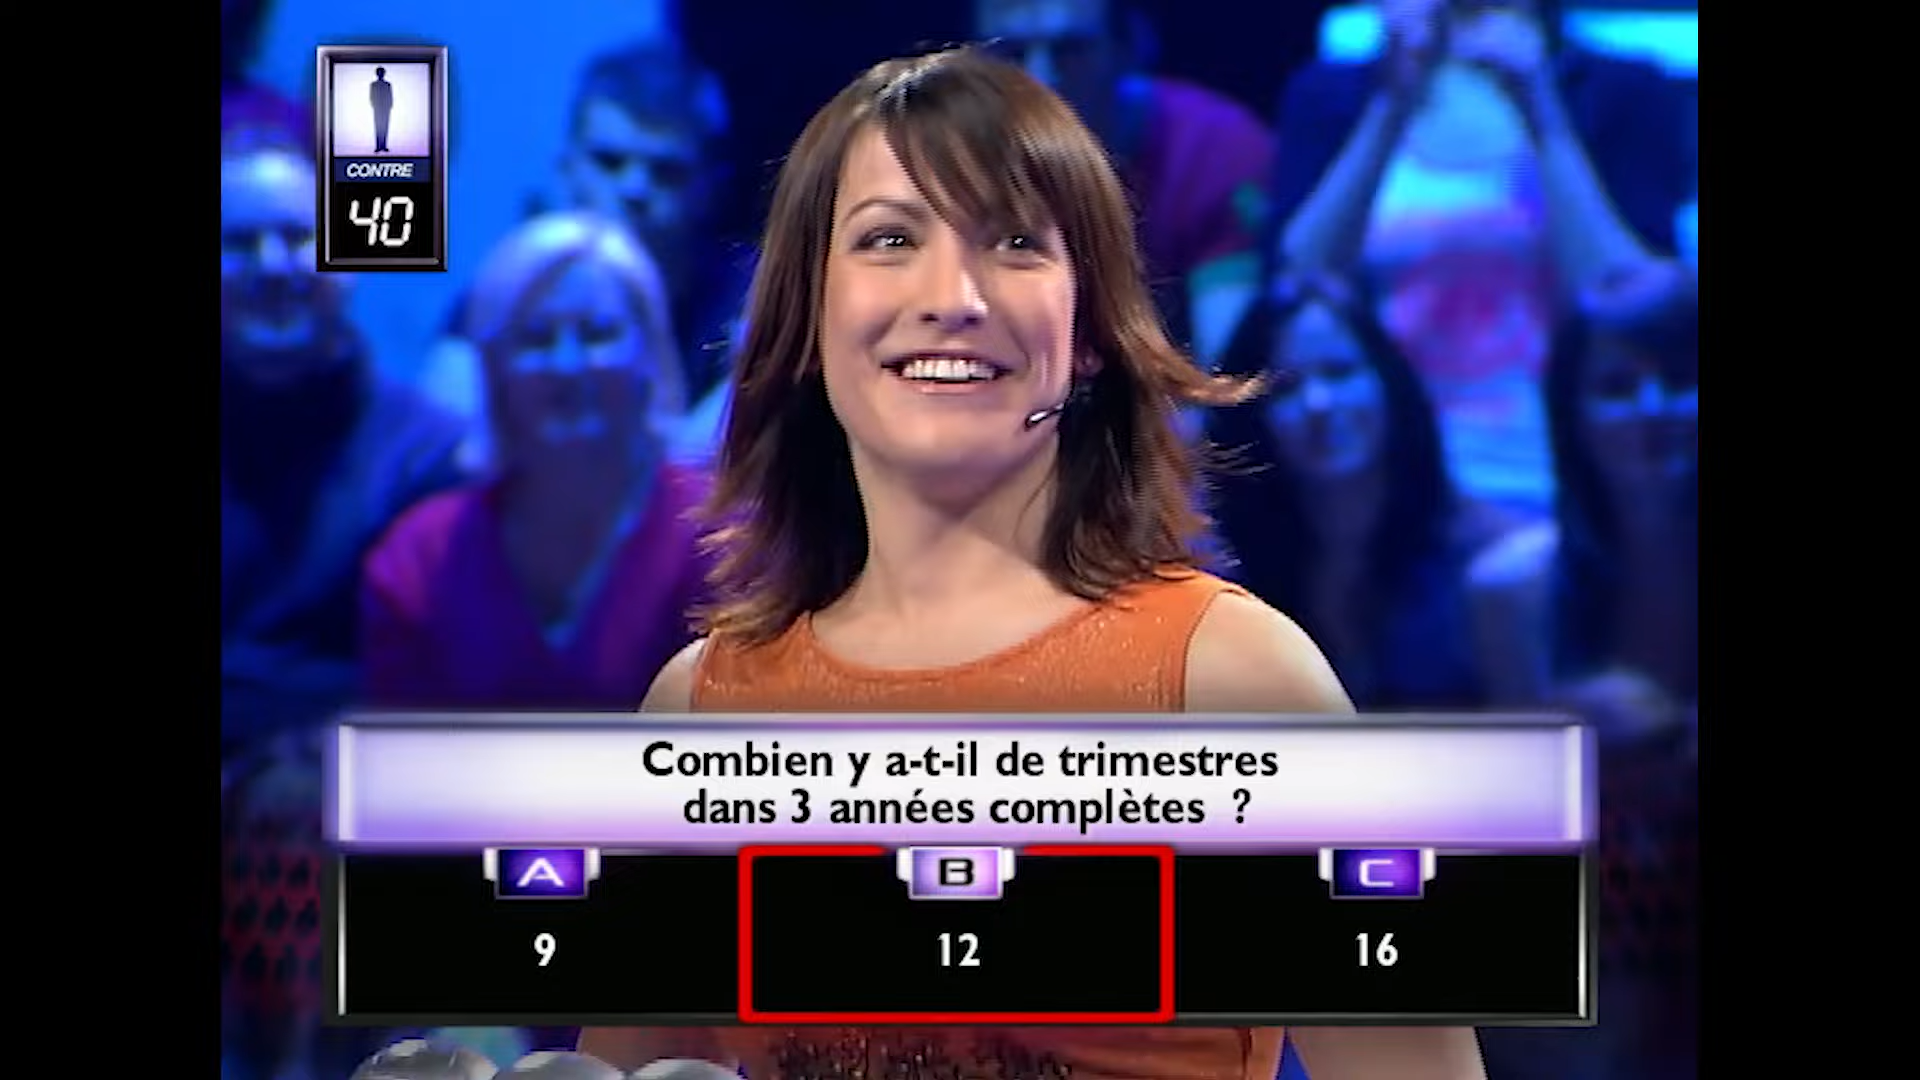 CONTRE
40
Combien y a-t-il de trimestres
dans 3 années complètes ?
A
B
C
9
12
16